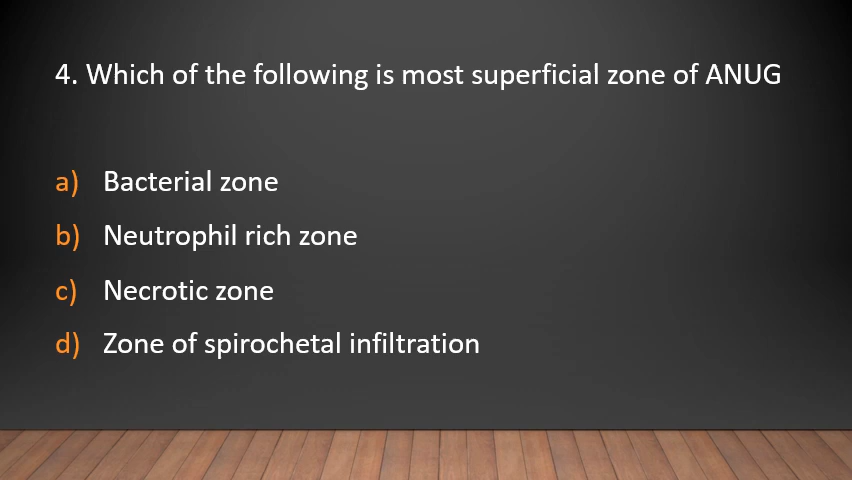 4. Which of the following is most superficial zone of ANUG
a) Bacterial zone
b) Neutrophil rich zone
c) Necrotic zone
d) Zone of spirochetal infiltration